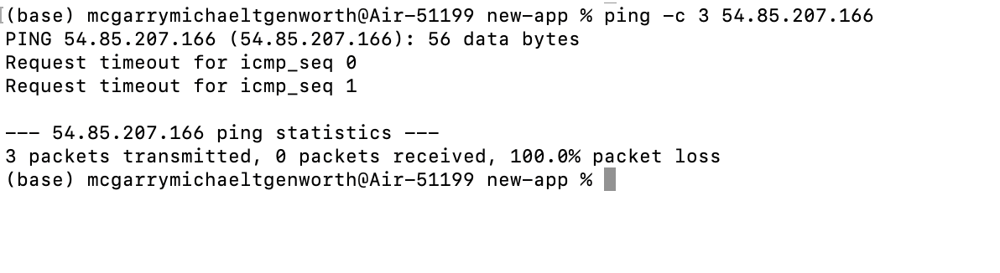 (base) mcgarrymichaeltgenworth@Air-51199 new-app % ping -c 3 54.85.207.166
PING 54.85.207.166 (54.85.207.166): 56 data bytes
Request timeout for icmp_seq 0
Request timeout for icmp_seq 1

--- 54.85.207.166 ping statistics ---
3 packets transmitted, 0 packets received, 100.0% packet loss
(base) mcgarrymichaeltgenworth@Air-51199 new-app %